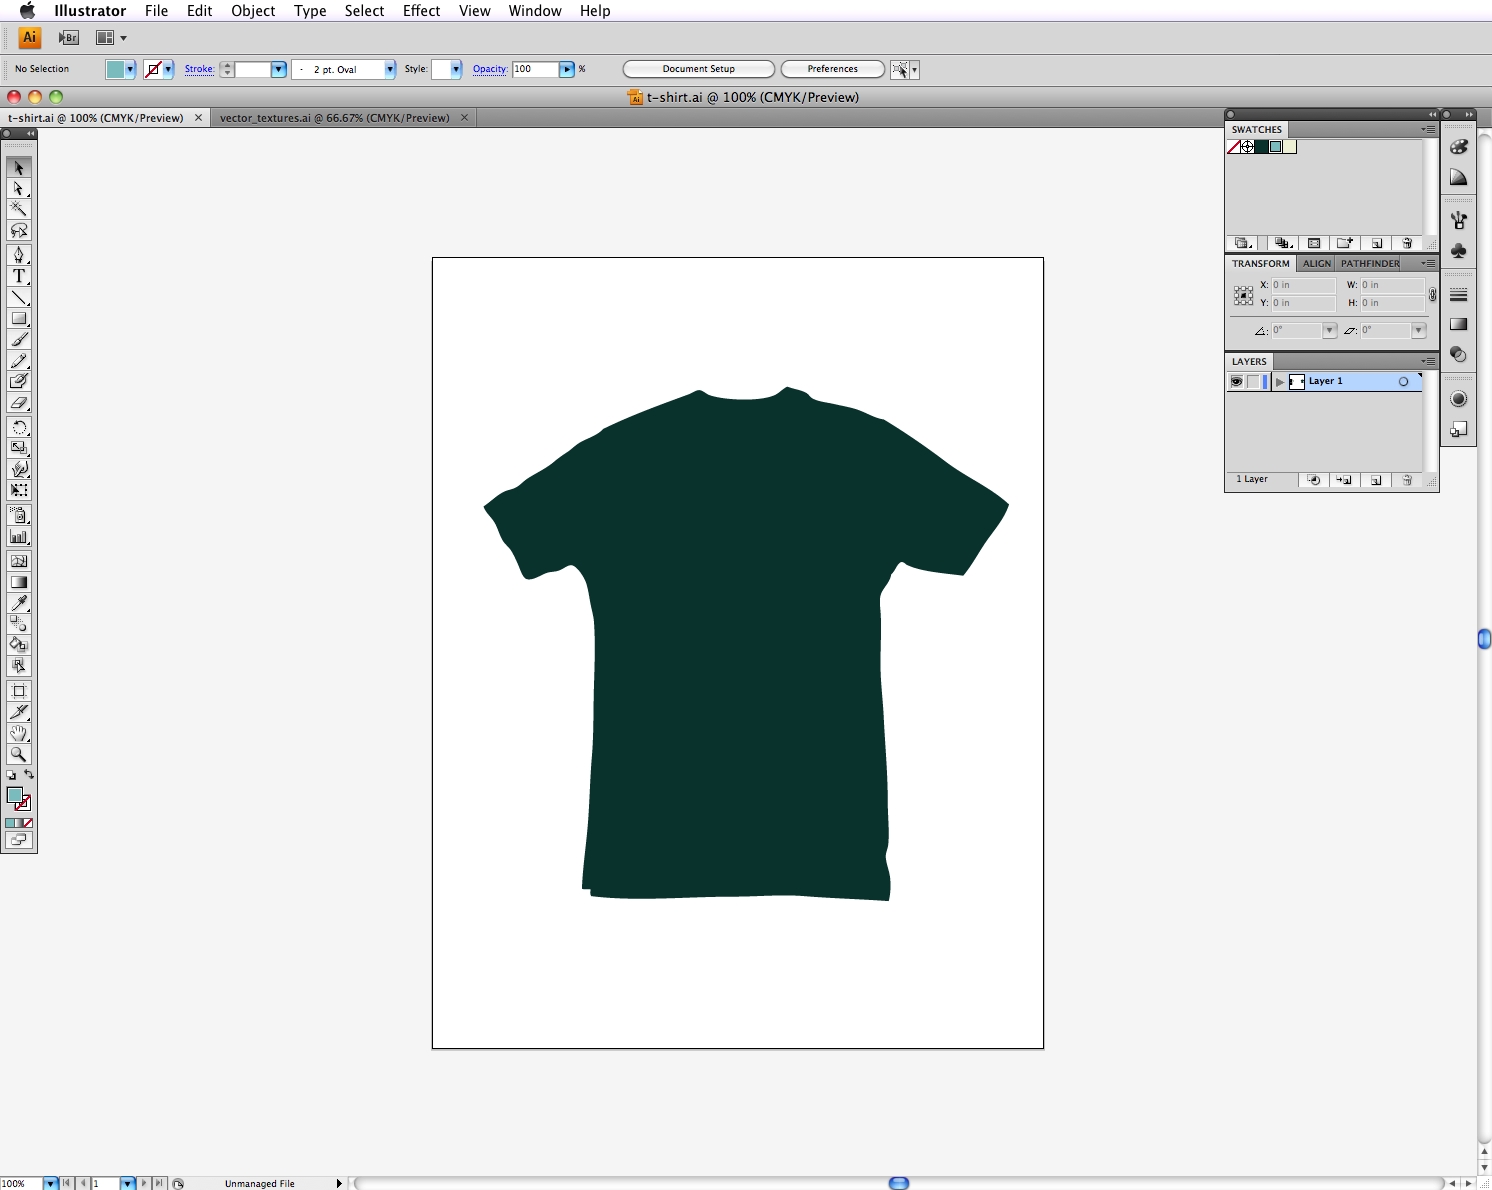 Illustrator File Edit Object Type Select Effect View Window Help
Ai Br
No Selection Stroke: 2 pt. Oval Style: Opacity: 100 % Document Setup Preferences
t-shirt.ai @ 100% (CMYK/Preview)
t-shirt.ai @ 100% (CMYK/Preview) vector_textures.ai @ 66.67% (CMYK/Preview)
SWATCHES
TRANSFORM ALIGN PATHFINDER
X: 0 in W: 0 in
Y: 0 in H: 0 in
0° 0°
LAYERS
Layer 1
1 Layer
100% 1 Unmanaged File